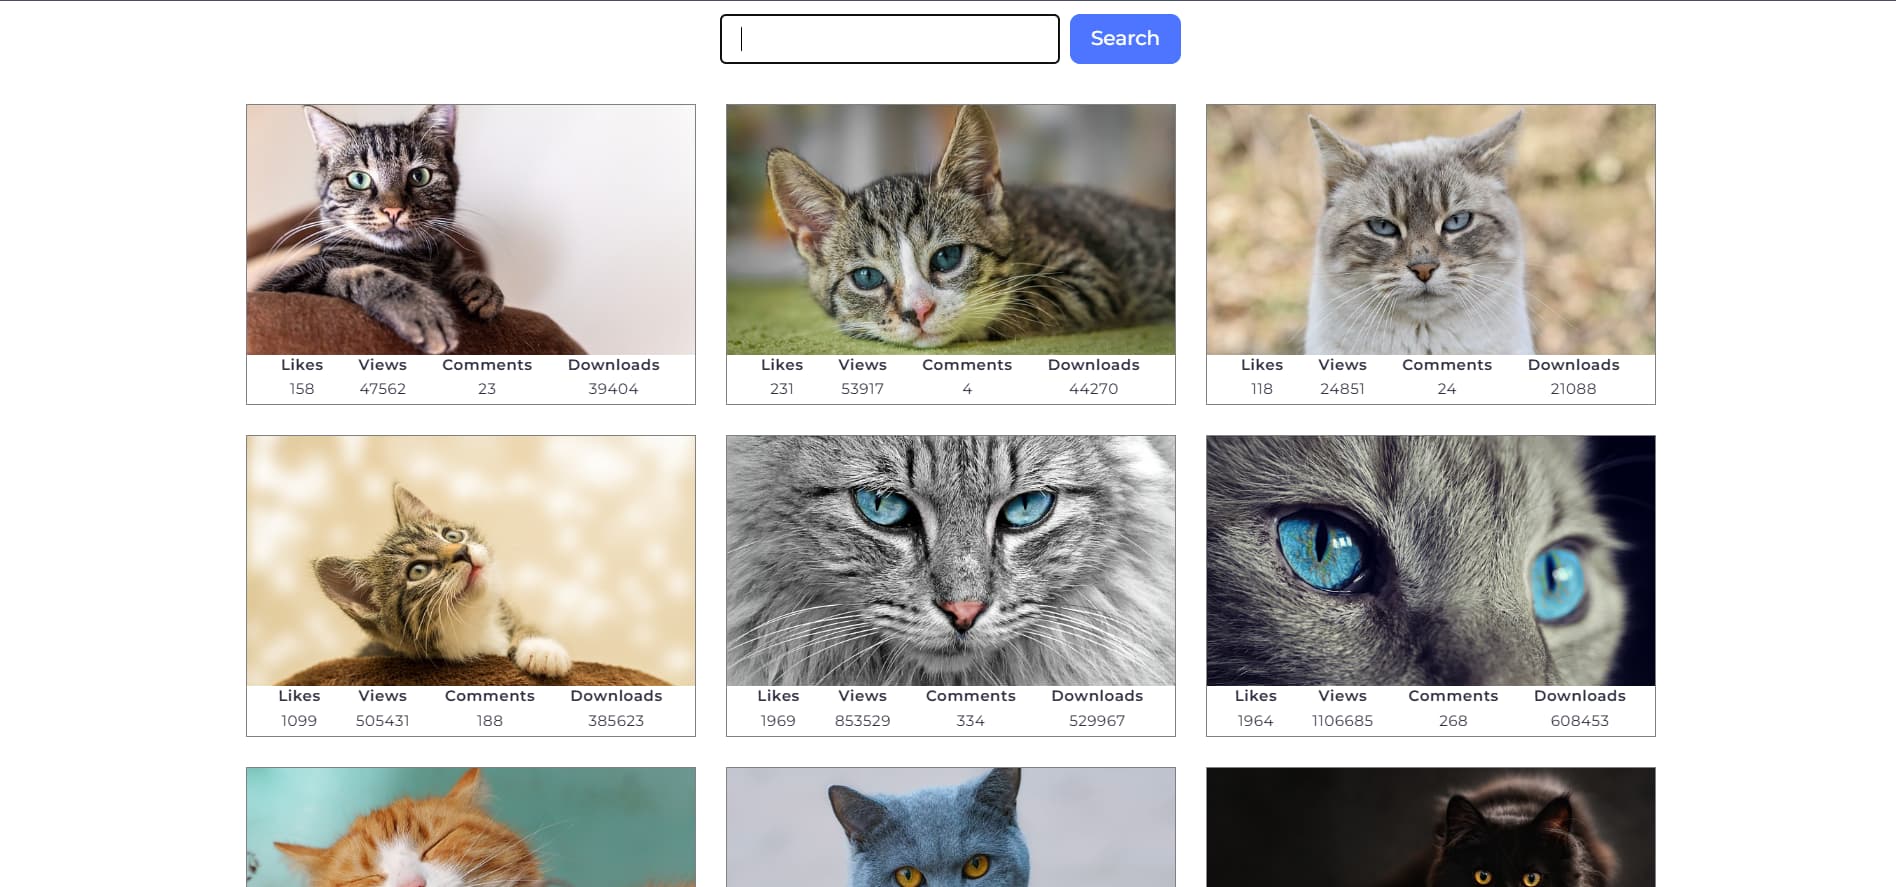 Search
Likes Views Comments Downloads
158 47562 23 39404
Likes Views Comments Downloads
231 53917 4 44270
Likes Views Comments Downloads
118 24851 24 21088
Likes Views Comments Downloads
1099 505431 188 385623
Likes Views Comments Downloads
1969 853529 334 529967
Likes Views Comments Downloads
1964 1106685 268 608453